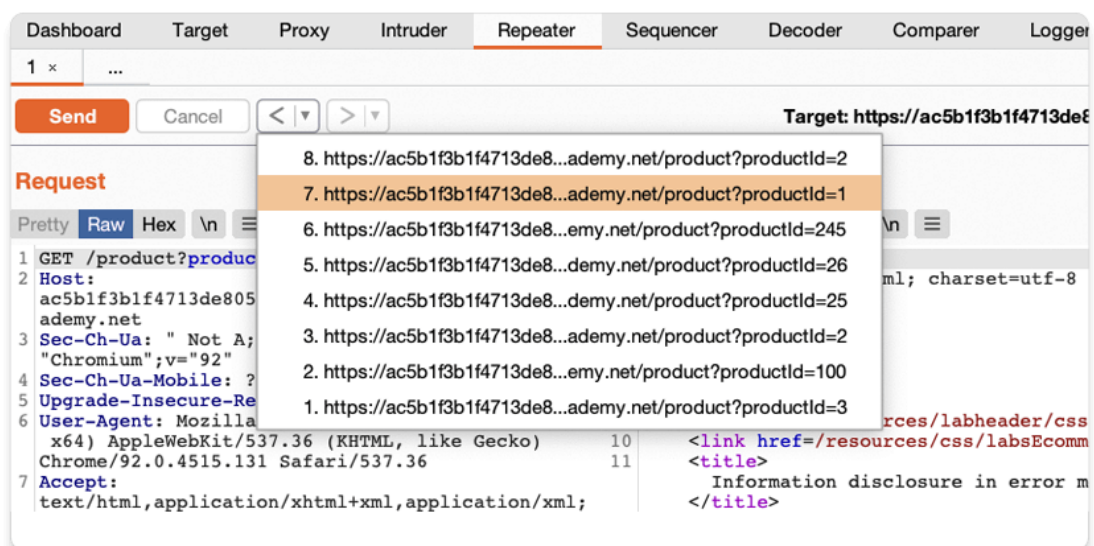 Dashboard Target Proxy Intruder Repeater Sequencer Decoder Comparer Logger
1 × ...
Send Cancel < ▼ > ▼ Target: https://ac5b1f3b1f4713de8
8. https://ac5b1f3b1f4713de8...ademy.net/product?productId=2
7. https://ac5b1f3b1f4713de8...ademy.net/product?productId=1
6. https://ac5b1f3b1f4713de8...emy.net/product?productId=245
5. https://ac5b1f3b1f4713de8...demy.net/product?productId=26
4. https://ac5b1f3b1f4713de8...demy.net/product?productId=25
3. https://ac5b1f3b1f4713de8...ademy.net/product?productId=2
2. https://ac5b1f3b1f4713de8...emy.net/product?productId=100
1. https://ac5b1f3b1f4713de8...ademy.net/product?productId=3
Request
Pretty Raw Hex \n ≡
1 GET /product?produc
2 Host:
ac5b1f3b1f4713de805
ademy.net
3 Sec-Ch-Ua: " Not A;
"Chromium";v="92"
4 Sec-Ch-Ua-Mobile: ?
5 Upgrade-Insecure-Re
6 User-Agent: Mozilla
x64) AppleWebKit/537.36 (KHTML, like Gecko)
Chrome/92.0.4515.131 Safari/537.36
7 Accept:
text/html,application/xhtml+xml,application/xml;
\n ≡
ml; charset=utf-8
rces/labheader/css
10 <link href=/resources/css/labsEcomm
11 <title>
Information disclosure in error m
</title>